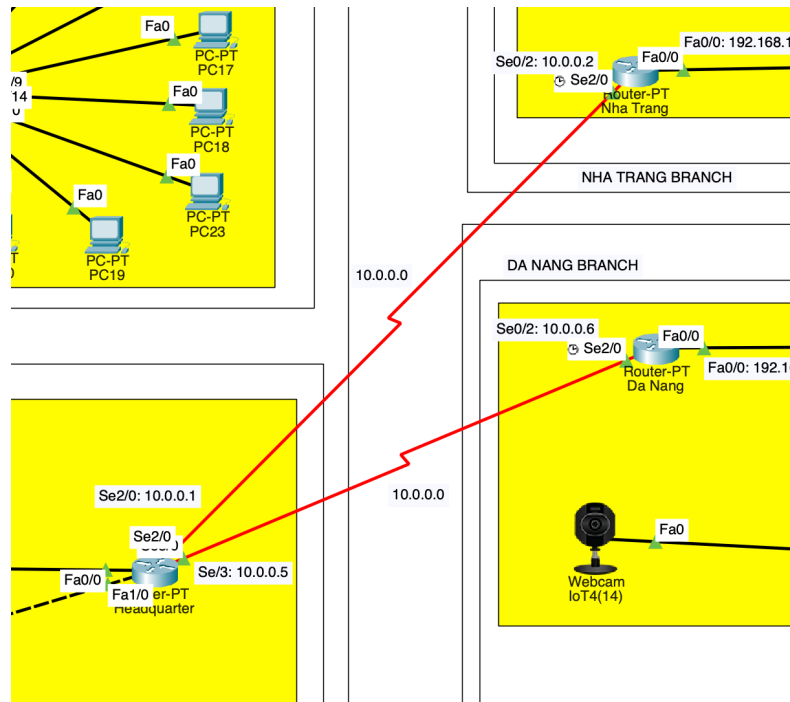 Fa0
PC-PT
PC17
/9
14
Fa0
PC-PT
PC18
Fa0
PC-PT
PC23
Fa0
PC-PT
PC19
Fa0/0: 192.168.1
Se0/2: 10.0.0.2
Fa0/0
Se2/0
Router-PT
Nha Trang
NHA TRANG BRANCH
10.0.0.0
DA NANG BRANCH
Se0/2: 10.0.0.6
Fa0/0
Se2/0
Router-PT
Da Nang
Fa0/0: 192.1
10.0.0.0
Se2/0: 10.0.0.1
Se2/0
Se/3: 10.0.0.5
Fa0/0
Fa1/0
er-PT
Headquarter
Fa0
Webcam
IoT4(14)